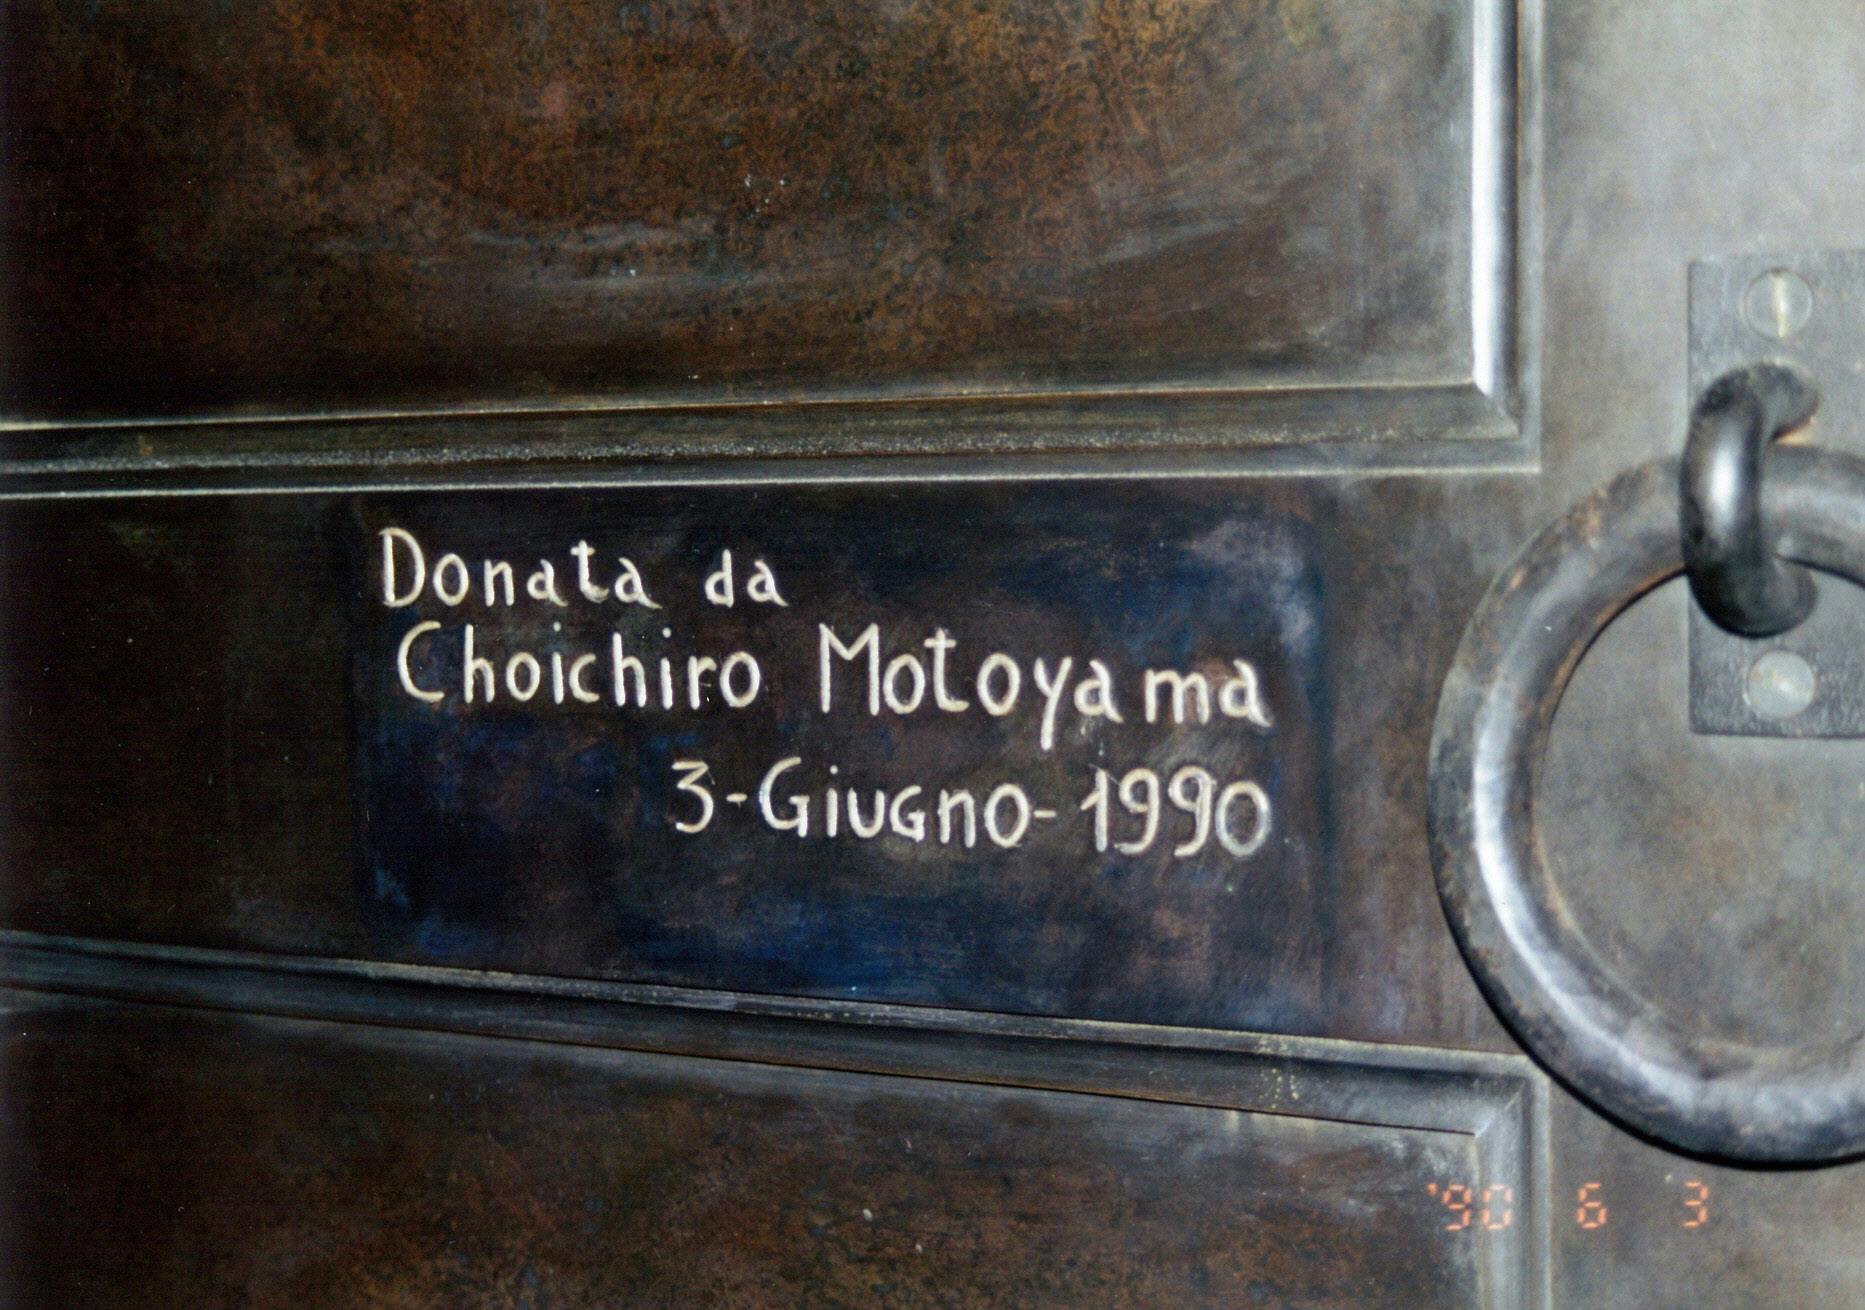 Donata da
Choichiro Motoyama
3-Giugno-1990
'90 6 3